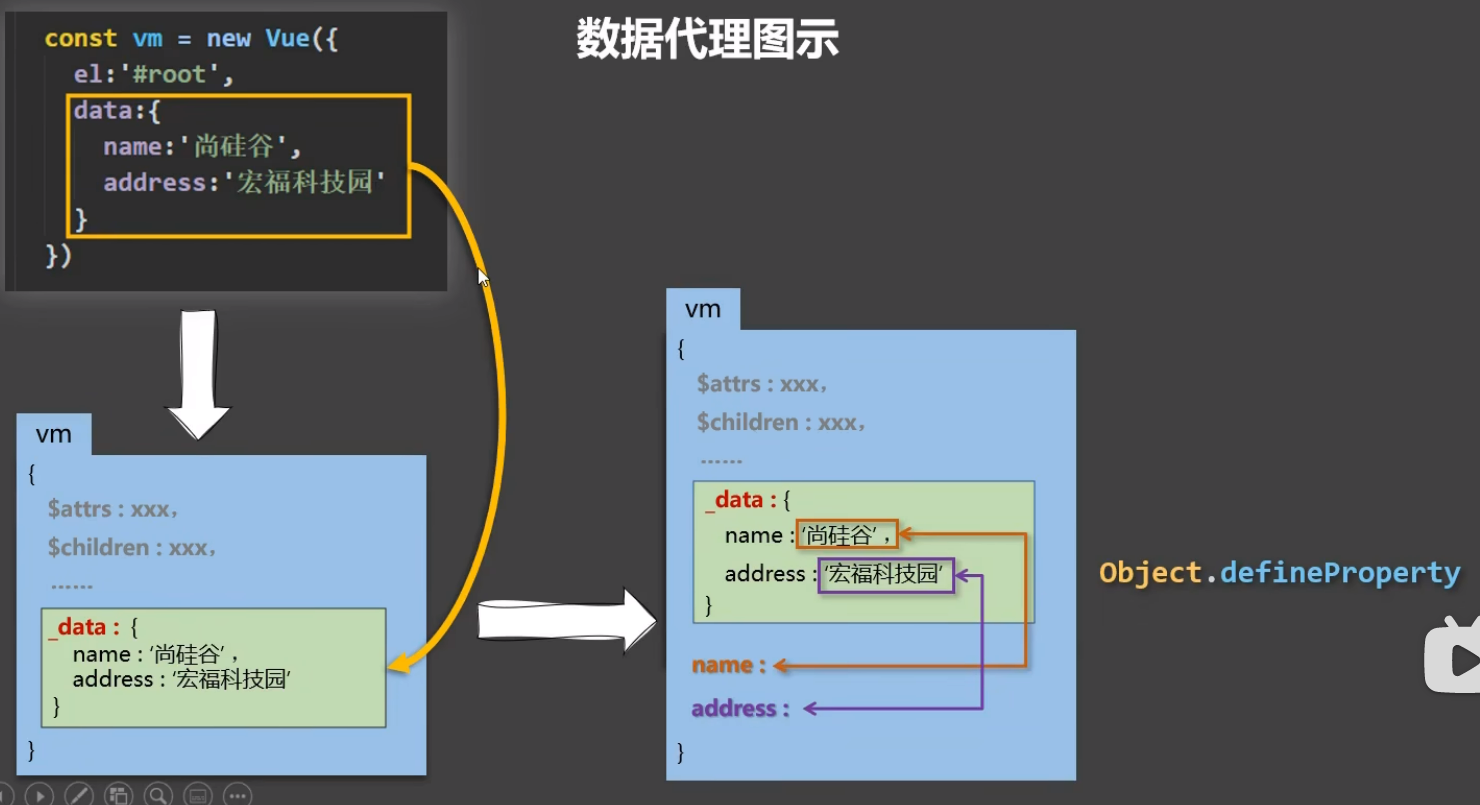 数据代理图示
const vm = new Vue({
el:'#root',
data:{
name:'尚硅谷',
address:'宏福科技园'
}
})
vm
{
$attrs : xxx，
$children : xxx，
......
_data : {
name : ‘尚硅谷’，
address : ‘宏福科技园’
}
}
vm
{
$attrs : xxx，
$children : xxx，
......
_data : {
name : ‘尚硅谷’，
address : ‘宏福科技园’
}
name :
address :
}
Object.defineProperty